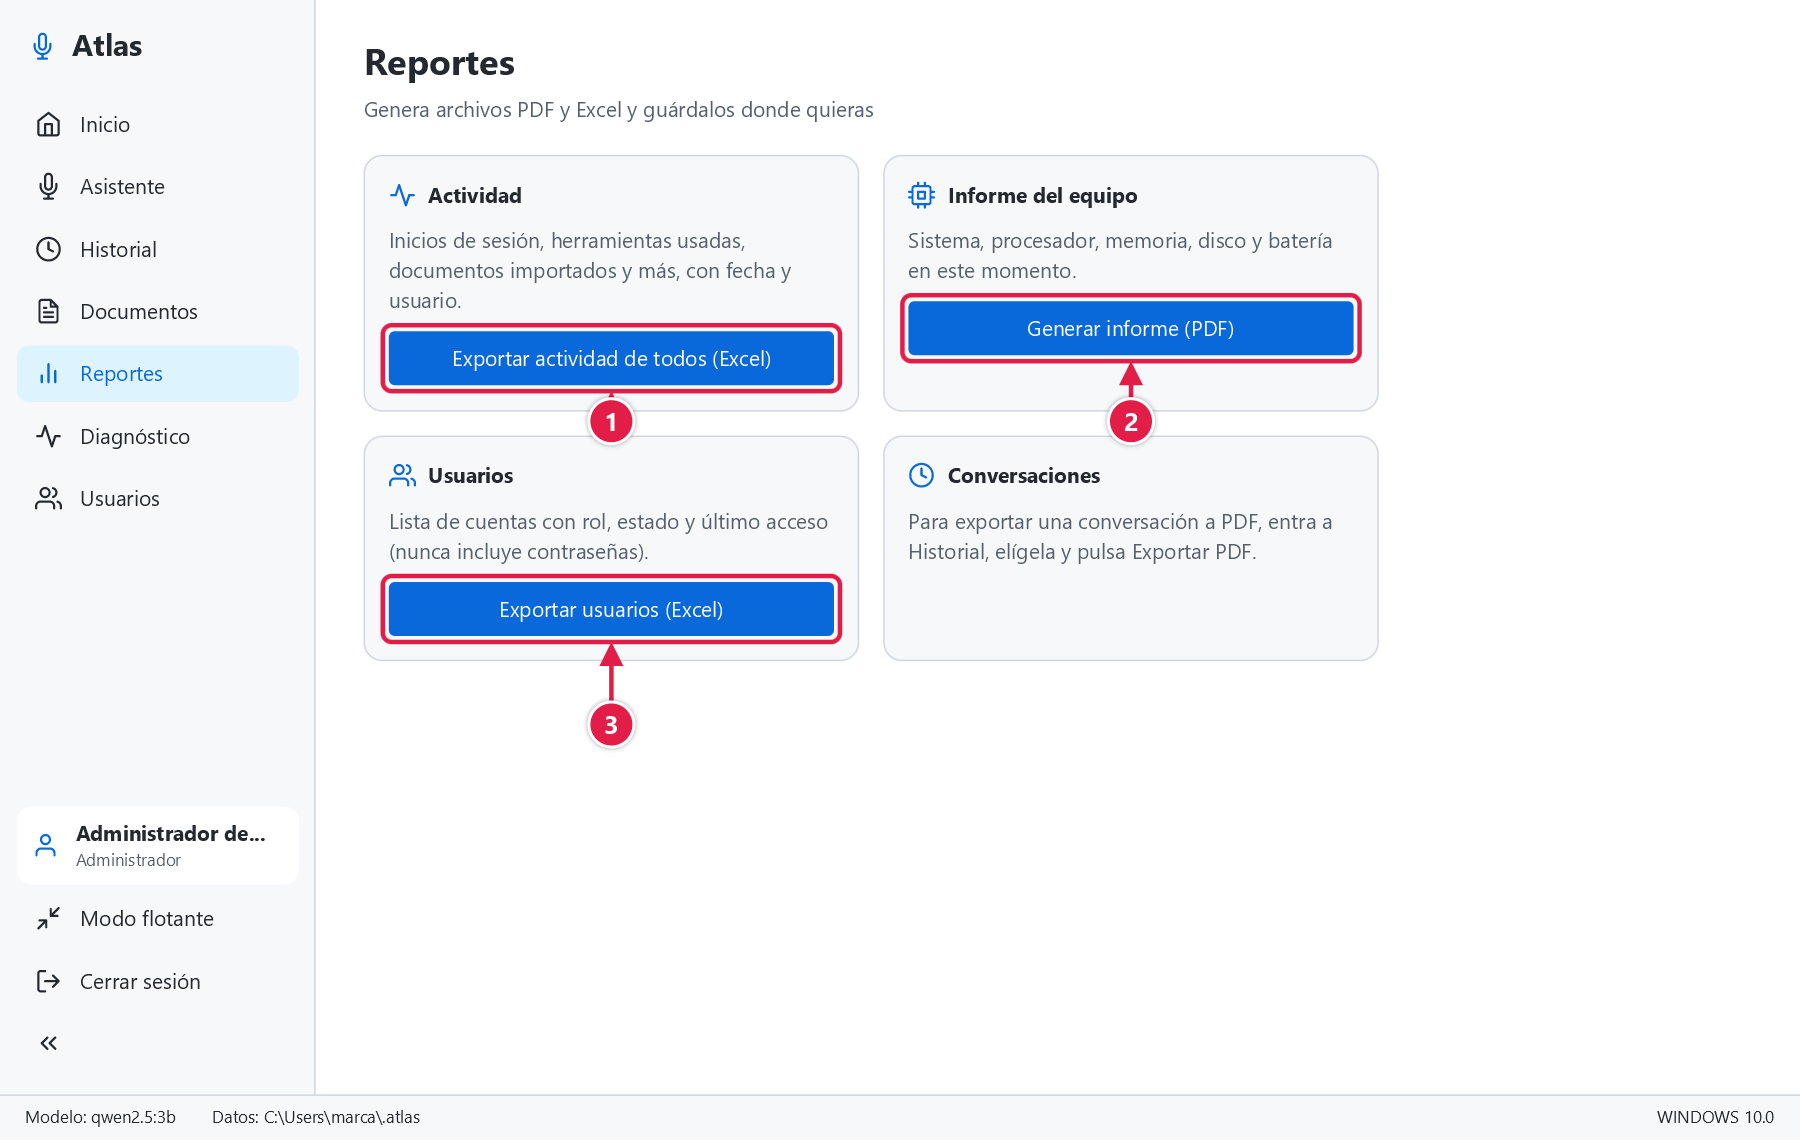 Atlas
Inicio
Asistente
Historial
Documentos
Reportes
Diagnóstico
Usuarios
Administrador de...
Administrador
Modo flotante
Cerrar sesión
Reportes
Genera archivos PDF y Excel y guárdalos donde quieras
Actividad
Inicios de sesión, herramientas usadas,
documentos importados y más, con fecha y
usuario.
Exportar actividad de todos (Excel)
1
Informe del equipo
Sistema, procesador, memoria, disco y batería
en este momento.
Generar informe (PDF)
2
Usuarios
Lista de cuentas con rol, estado y último acceso
(nunca incluye contraseñas).
Exportar usuarios (Excel)
3
Conversaciones
Para exportar una conversación a PDF, entra a
Historial, elígela y pulsa Exportar PDF.
Modelo: qwen2.5:3b
Datos: C:\Users\marca\.atlas
WINDOWS 10.0